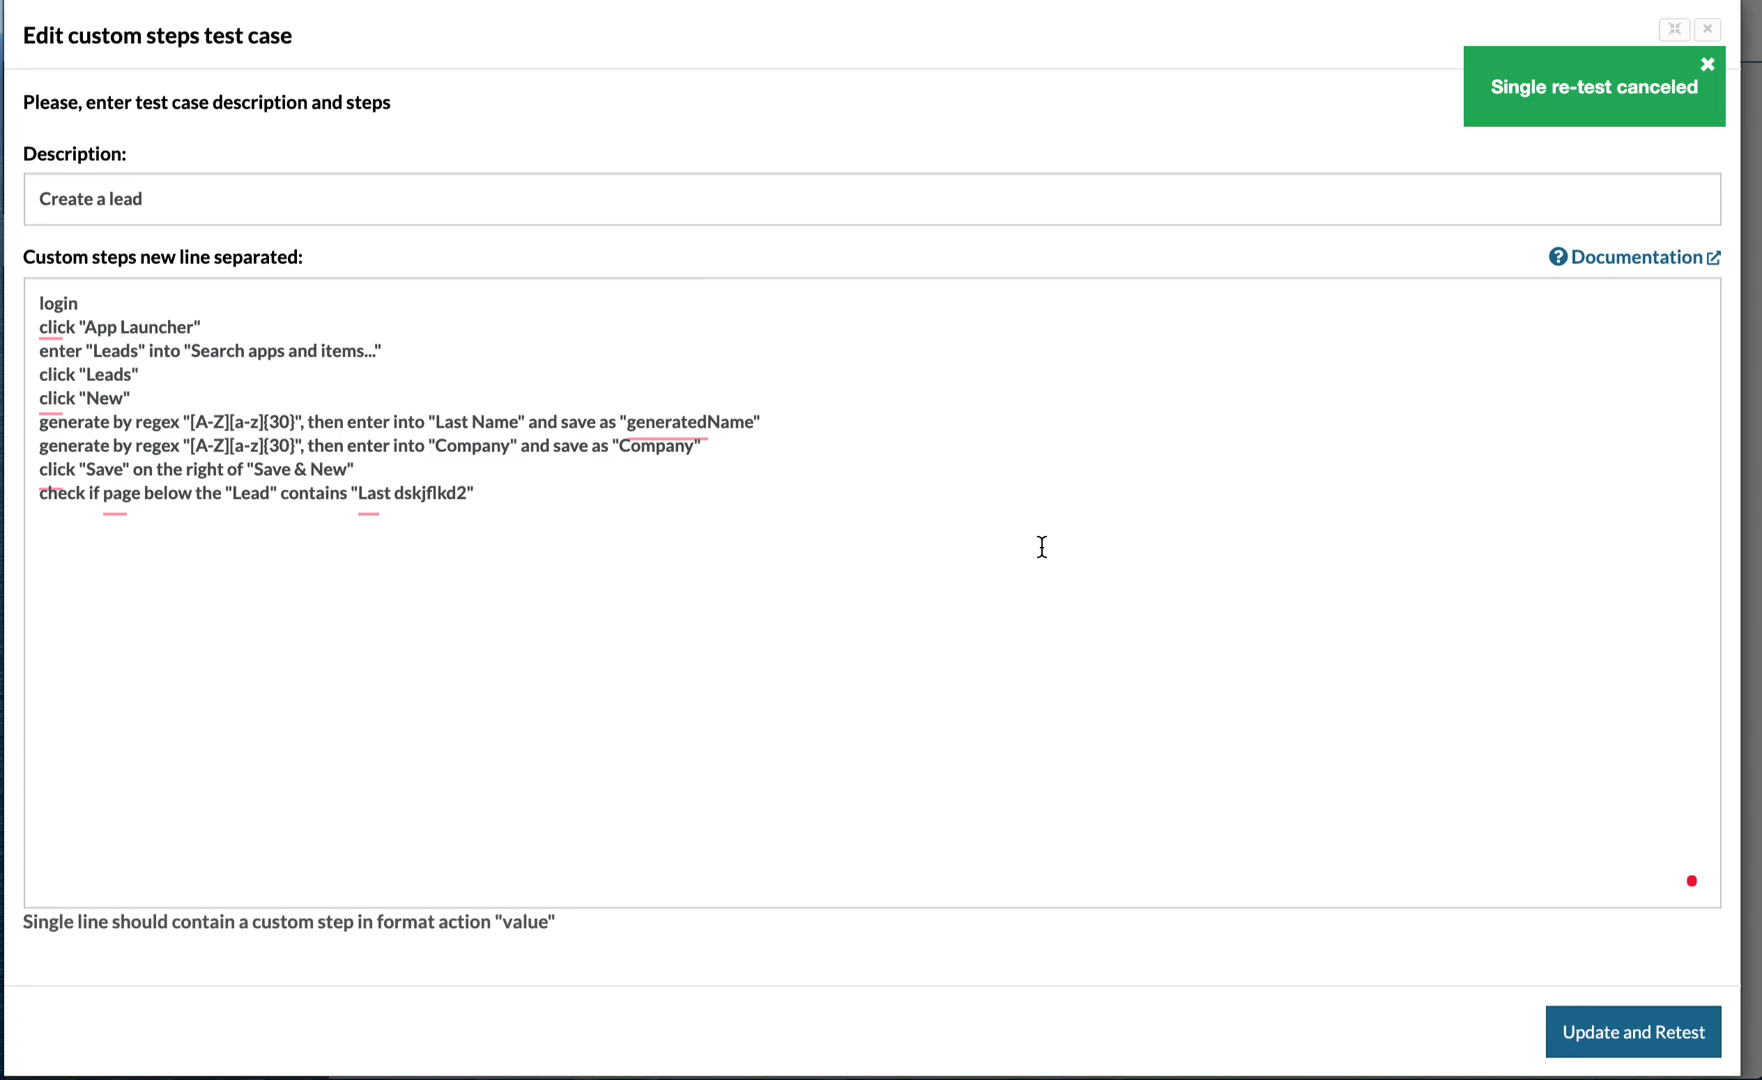 Edit custom steps test case
Single re-test canceled
Please, enter test case description and steps
Description:
Create a lead
Custom steps new line separated:
Documentation
login
click "App Launcher"
enter "Leads" into "Search apps and items..."
click "Leads"
click "New"
generate by regex "[A-Z][a-z]{30}", then enter into "Last Name" and save as "generatedName"
generate by regex "[A-Z][a-z]{30}", then enter into "Company" and save as "Company"
click "Save" on the right of "Save & New"
check if page below the "Lead" contains "Last dskjflkd2"
Single line should contain a custom step in format action "value"
Update and Retest